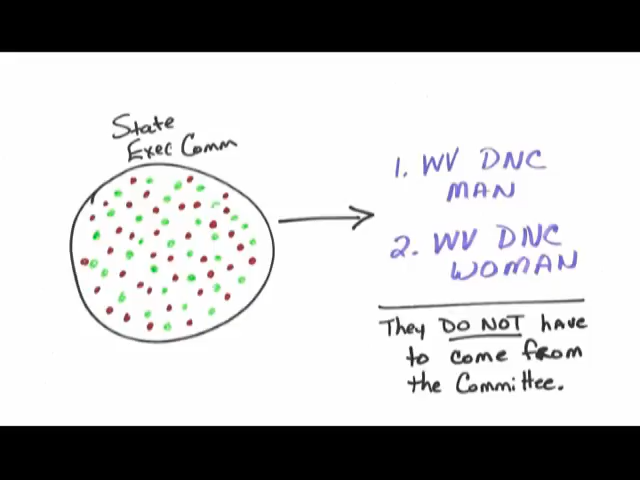 State
Exec Comm
1. WV DNC
MAN
2. WV DNC
WOMAN
They DO NOT have
to come from
the Committee.